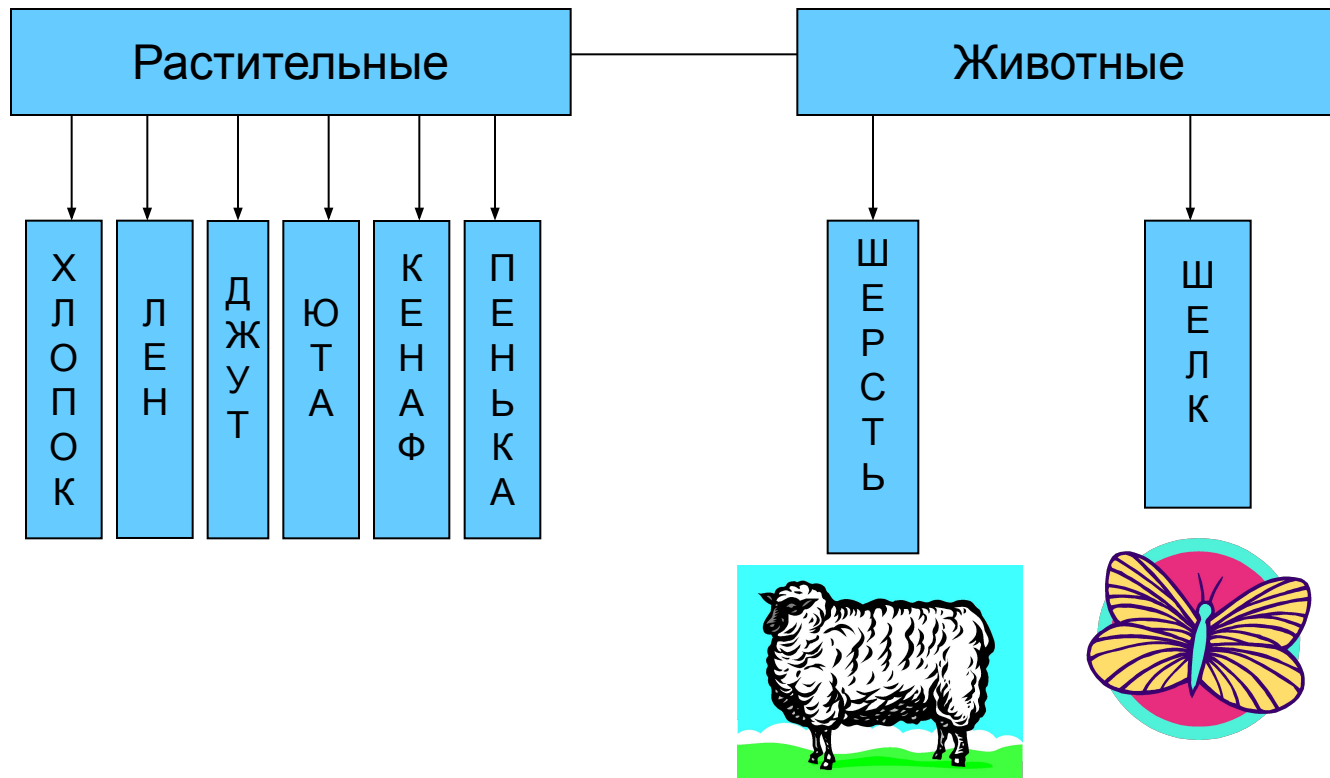 Растительные
Животные
ХЛОПОК
ЛЕН
ДЖУТ
ЮТА
КЕНАФ
ПЕНЬКА
ШЕРСТЬ
ШЕЛК